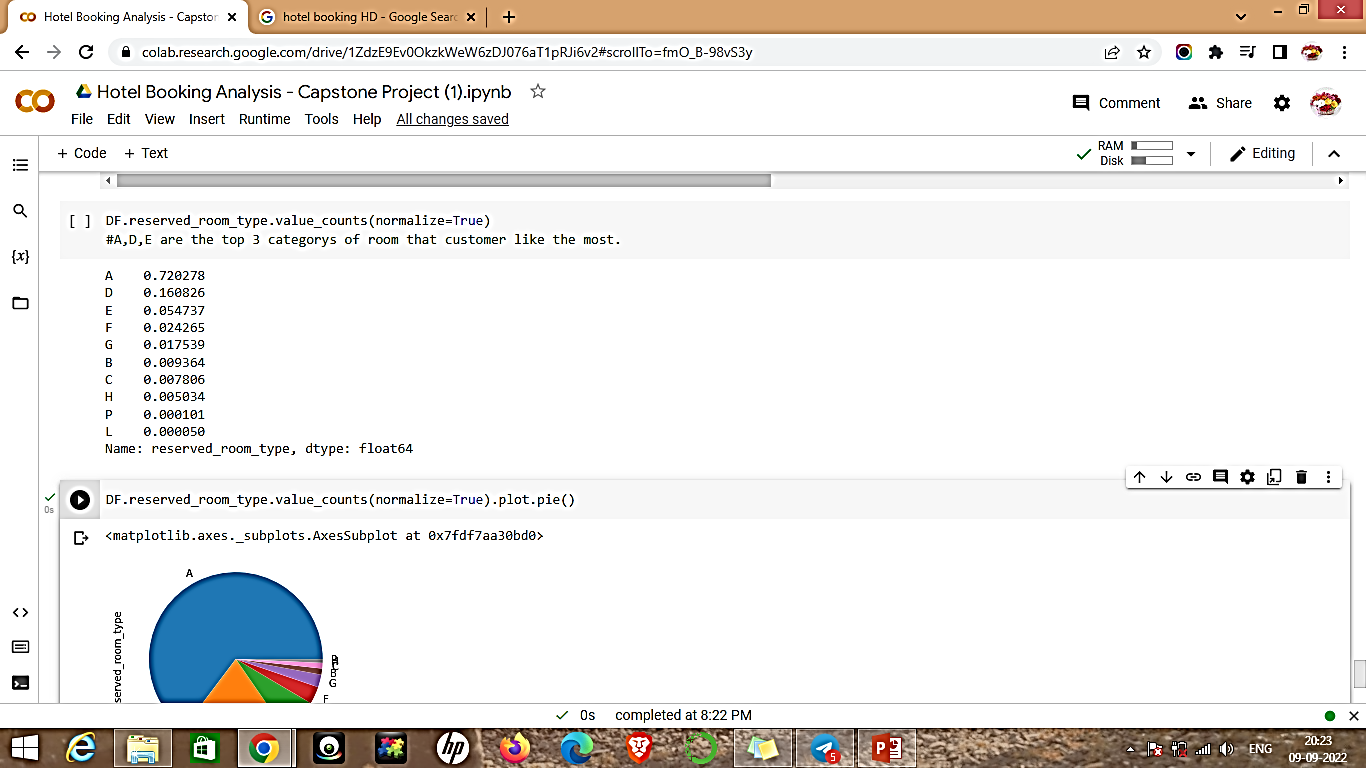 Hotel Booking Analysis - Capstor
hotel booking HD - Google Searc
colab.research.google.com/drive/1ZdzE9Ev0OkzkWeW6zDJ076aT1pRJi6v2#scrollTo=fmO_B-98vS3y
Hotel Booking Analysis - Capstone Project (1).ipynb
Comment
Share
File Edit View Insert Runtime Tools Help All changes saved
+ Code + Text
RAM
Disk
Editing
[ ] DF.reserved_room_type.value_counts(normalize=True)
#A,D,E are the top 3 categorys of room that customer like the most.
{x}
A 0.720278
D 0.160826
E 0.054737
F 0.024265
G 0.017539
B 0.009364
C 0.007806
H 0.005034
P 0.000101
L 0.000050
Name: reserved_room_type, dtype: float64
0s
DF.reserved_room_type.value_counts(normalize=True).plot.pie()
<matplotlib.axes._subplots.AxesSubplot at 0x7fdf7aa30bd0>
A
served_room_type
B
G
F
0s completed at 8:22 PM
hp
5
P
ENG
20:23
09-09-2022